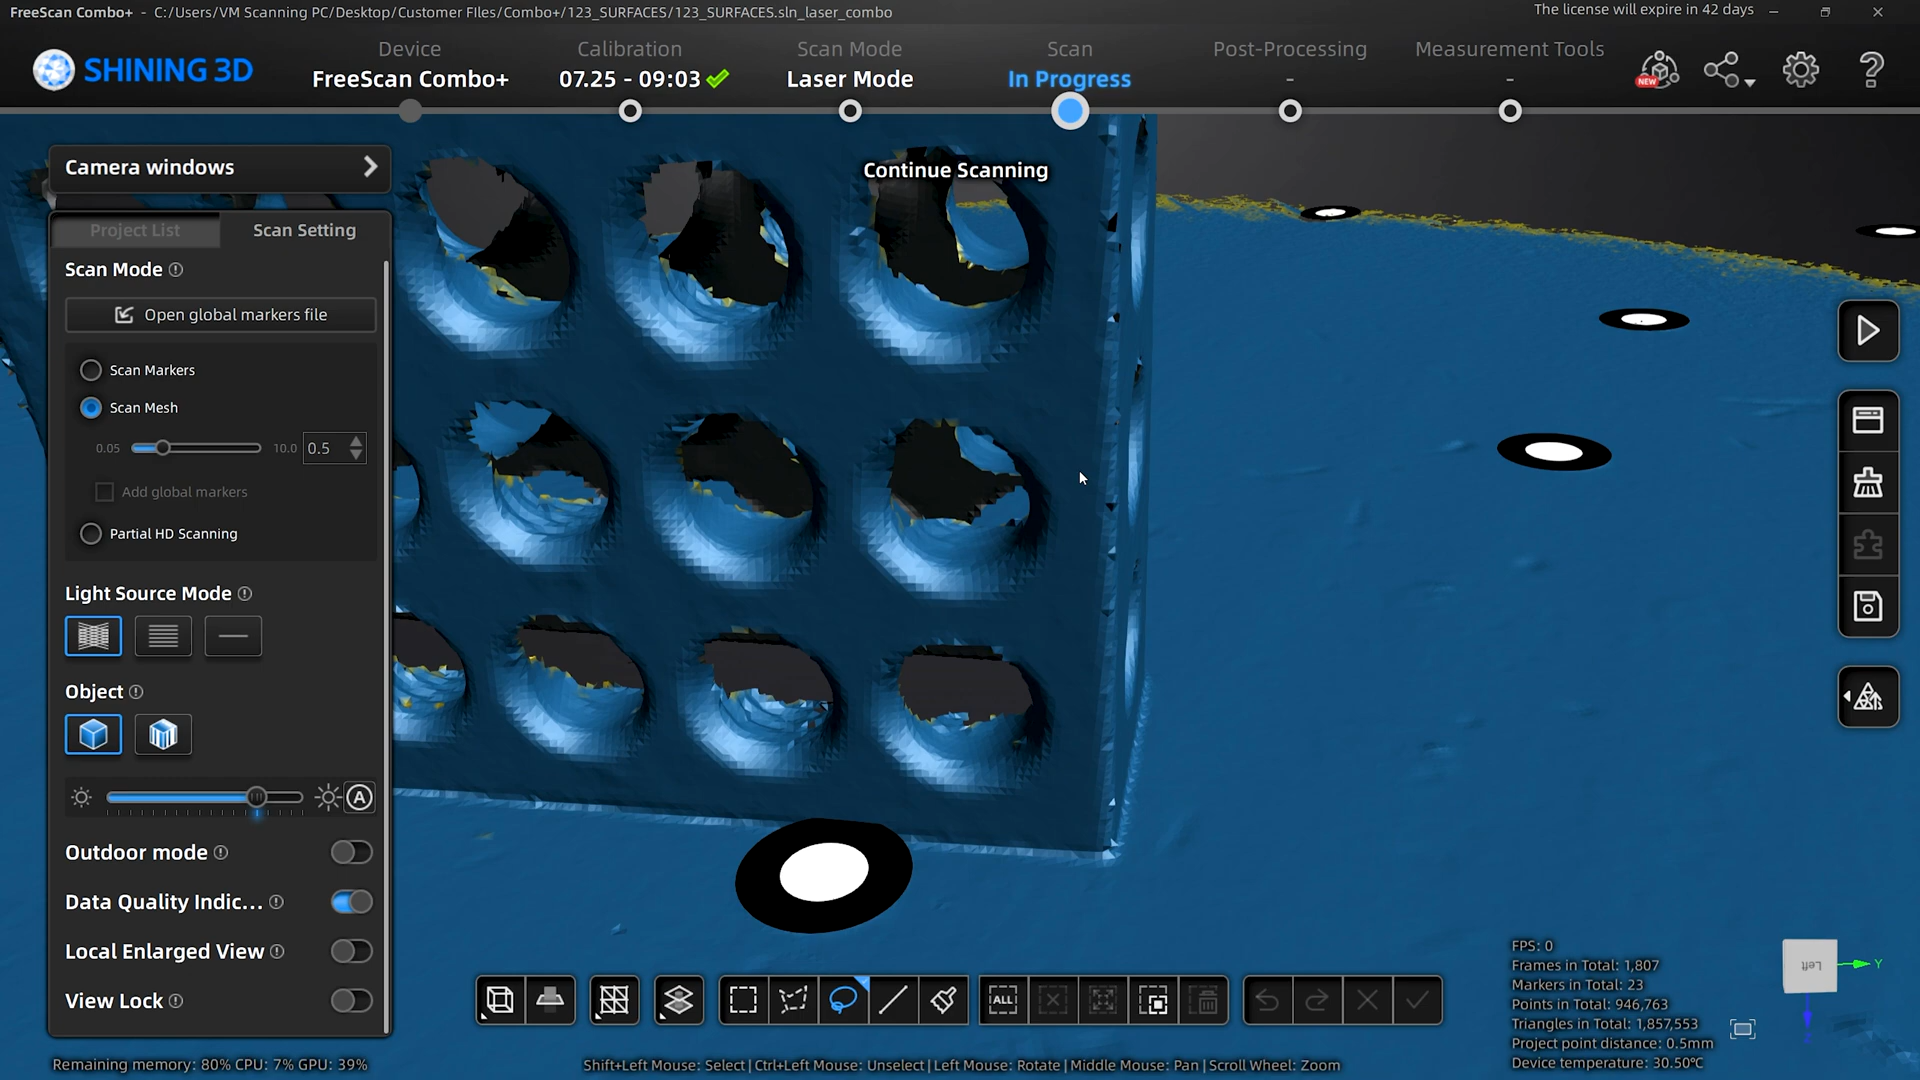 FreeScan Combo+ - C:/Users/VM Scanning PC/Desktop/Customer FIles/Combo+/123_SURFACES/123_SURFACES.sln_laser_combo
The license will expire in 42 days
SHINING 3D
Device
FreeScan Combo+
Calibration
07.25 - 09:03
Scan Mode
Laser Mode
Scan
In Progress
Post-Processing
-
Measurement Tools
-
NEW
Camera windows
Continue Scanning
Project List
Scan Setting
Scan Mode
Open global markers file
Scan Markers
Scan Mesh
0.05
10.0
0.5
Add global markers
Partial HD Scanning
Light Source Mode
Object
A
Outdoor mode
Data Quality Indic...
Local Enlarged View
View Lock
ALL
FPS: 0
Frames in Total: 1,807
Markers in Total: 23
Points in Total: 946,763
Triangles in Total: 1,857,553
Project point distance: 0.5mm
Device temperature: 30.50℃
Left
Y
Remaining memory: 80% CPU: 7% GPU: 39%
Shift+Left Mouse: Select | Ctrl+Left Mouse: Unselect | Left Mouse: Rotate | Middle Mouse: Pan | Scroll Wheel: Zoom